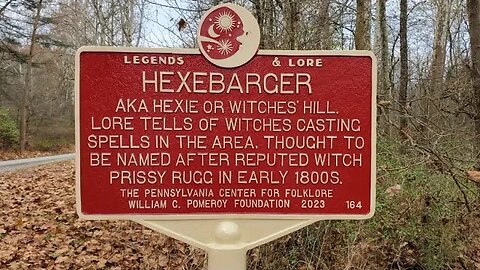 LEGENDS & LORE
HEXEBARGER
AKA HEXIE OR WITCHES' HILL.
LORE TELLS OF WITCHES CASTING
SPELLS IN THE AREA. THOUGHT TO
BE NAMED AFTER REPUTED WITCH
PRISSY RUGG IN EARLY 1800S.
THE PENNSYLVANIA CENTER FOR FOLKLORE
WILLIAM G. POMEROY FOUNDATION 2023 164